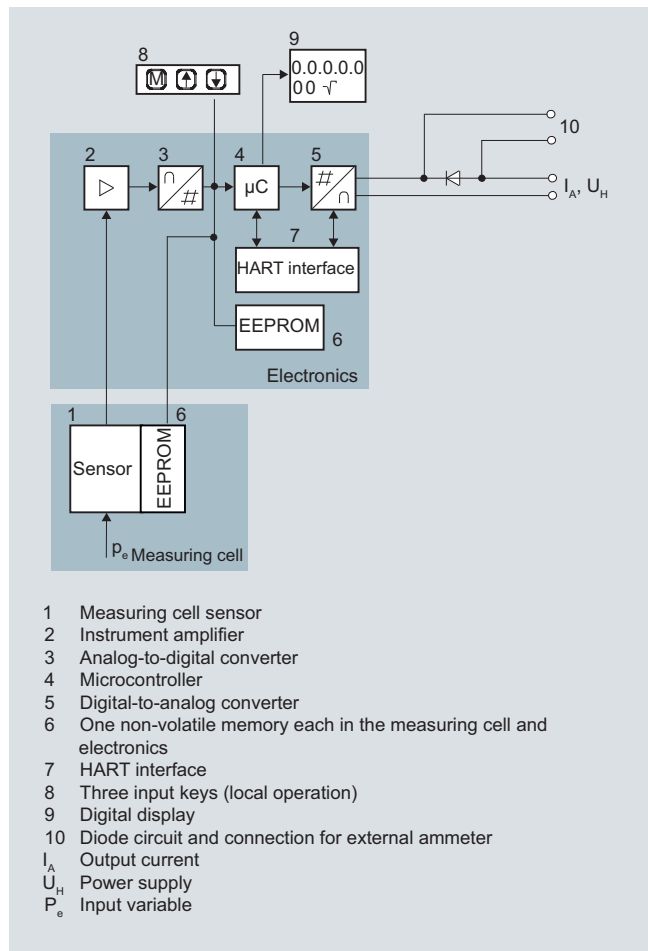 8
9
M
0.0.0.0.0
00 √
10
2
3
4
5
∩
#
µC
#
∩
I_A, U_H
7
HART interface
EEPROM
6
Electronics
1
6
Sensor
EEPROM
p_e Measuring cell
1 Measuring cell sensor
2 Instrument amplifier
3 Analog-to-digital converter
4 Microcontroller
5 Digital-to-analog converter
6 One non-volatile memory each in the measuring cell and
electronics
7 HART interface
8 Three input keys (local operation)
9 Digital display
10 Diode circuit and connection for external ammeter
I_A Output current
U_H Power supply
P_e Input variable